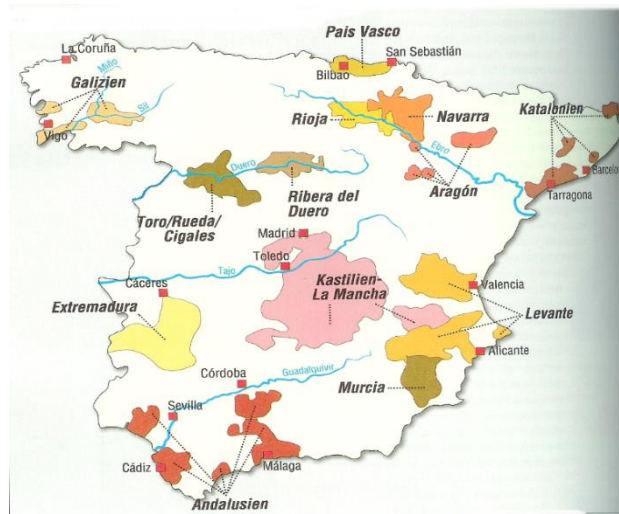 País Vasco
La Coruña
San Sebastián
Bilbao
Miño
Galizien
Sil
Vigo
Rioja
Navarra
Katalonien
Ebro
Barcelo
Duero
Aragón
Tarragona
Toro/Rueda/
Cigales
Ribera del
Duero
Madrid
Toledo
Tajo
Cáceres
Kastilien-
La Mancha
Valencia
Extremadura
Levante
Alicante
Córdoba
Guadalquivir
Murcia
Sevilla
Cádiz
Málaga
Andalusien